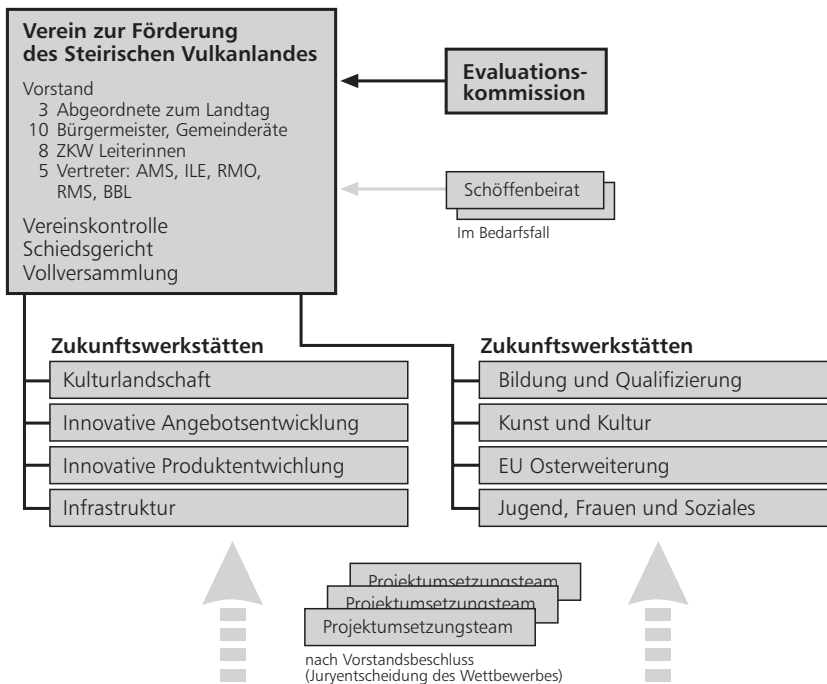 Verein zur Förderung
des Steirischen Vulkanlandes
Vorstand
3 Abgeordnete zum Landtag
10 Bürgermeister, Gemeinderäte
8 ZKW Leiterinnen
5 Vertreter: AMS, ILE, RMO,
RMS, BBL
Vereinskontrolle
Schiedsgericht
Vollversammlung
Evaluations-
kommission
Schöffenbeirat
Im Bedarfsfall
Zukunftswerkstätten
Kulturlandschaft
Innovative Angebotsentwicklung
Innovative Produktentwichlung
Infrastruktur
Zukunftswerkstätten
Bildung und Qualifizierung
Kunst und Kultur
EU Osterweiterung
Jugend, Frauen und Soziales
Projektumsetzungsteam
Projektumsetzungsteam
Projektumsetzungsteam
nach Vorstandsbeschluss
(Juryentscheidung des Wettbewerbes)